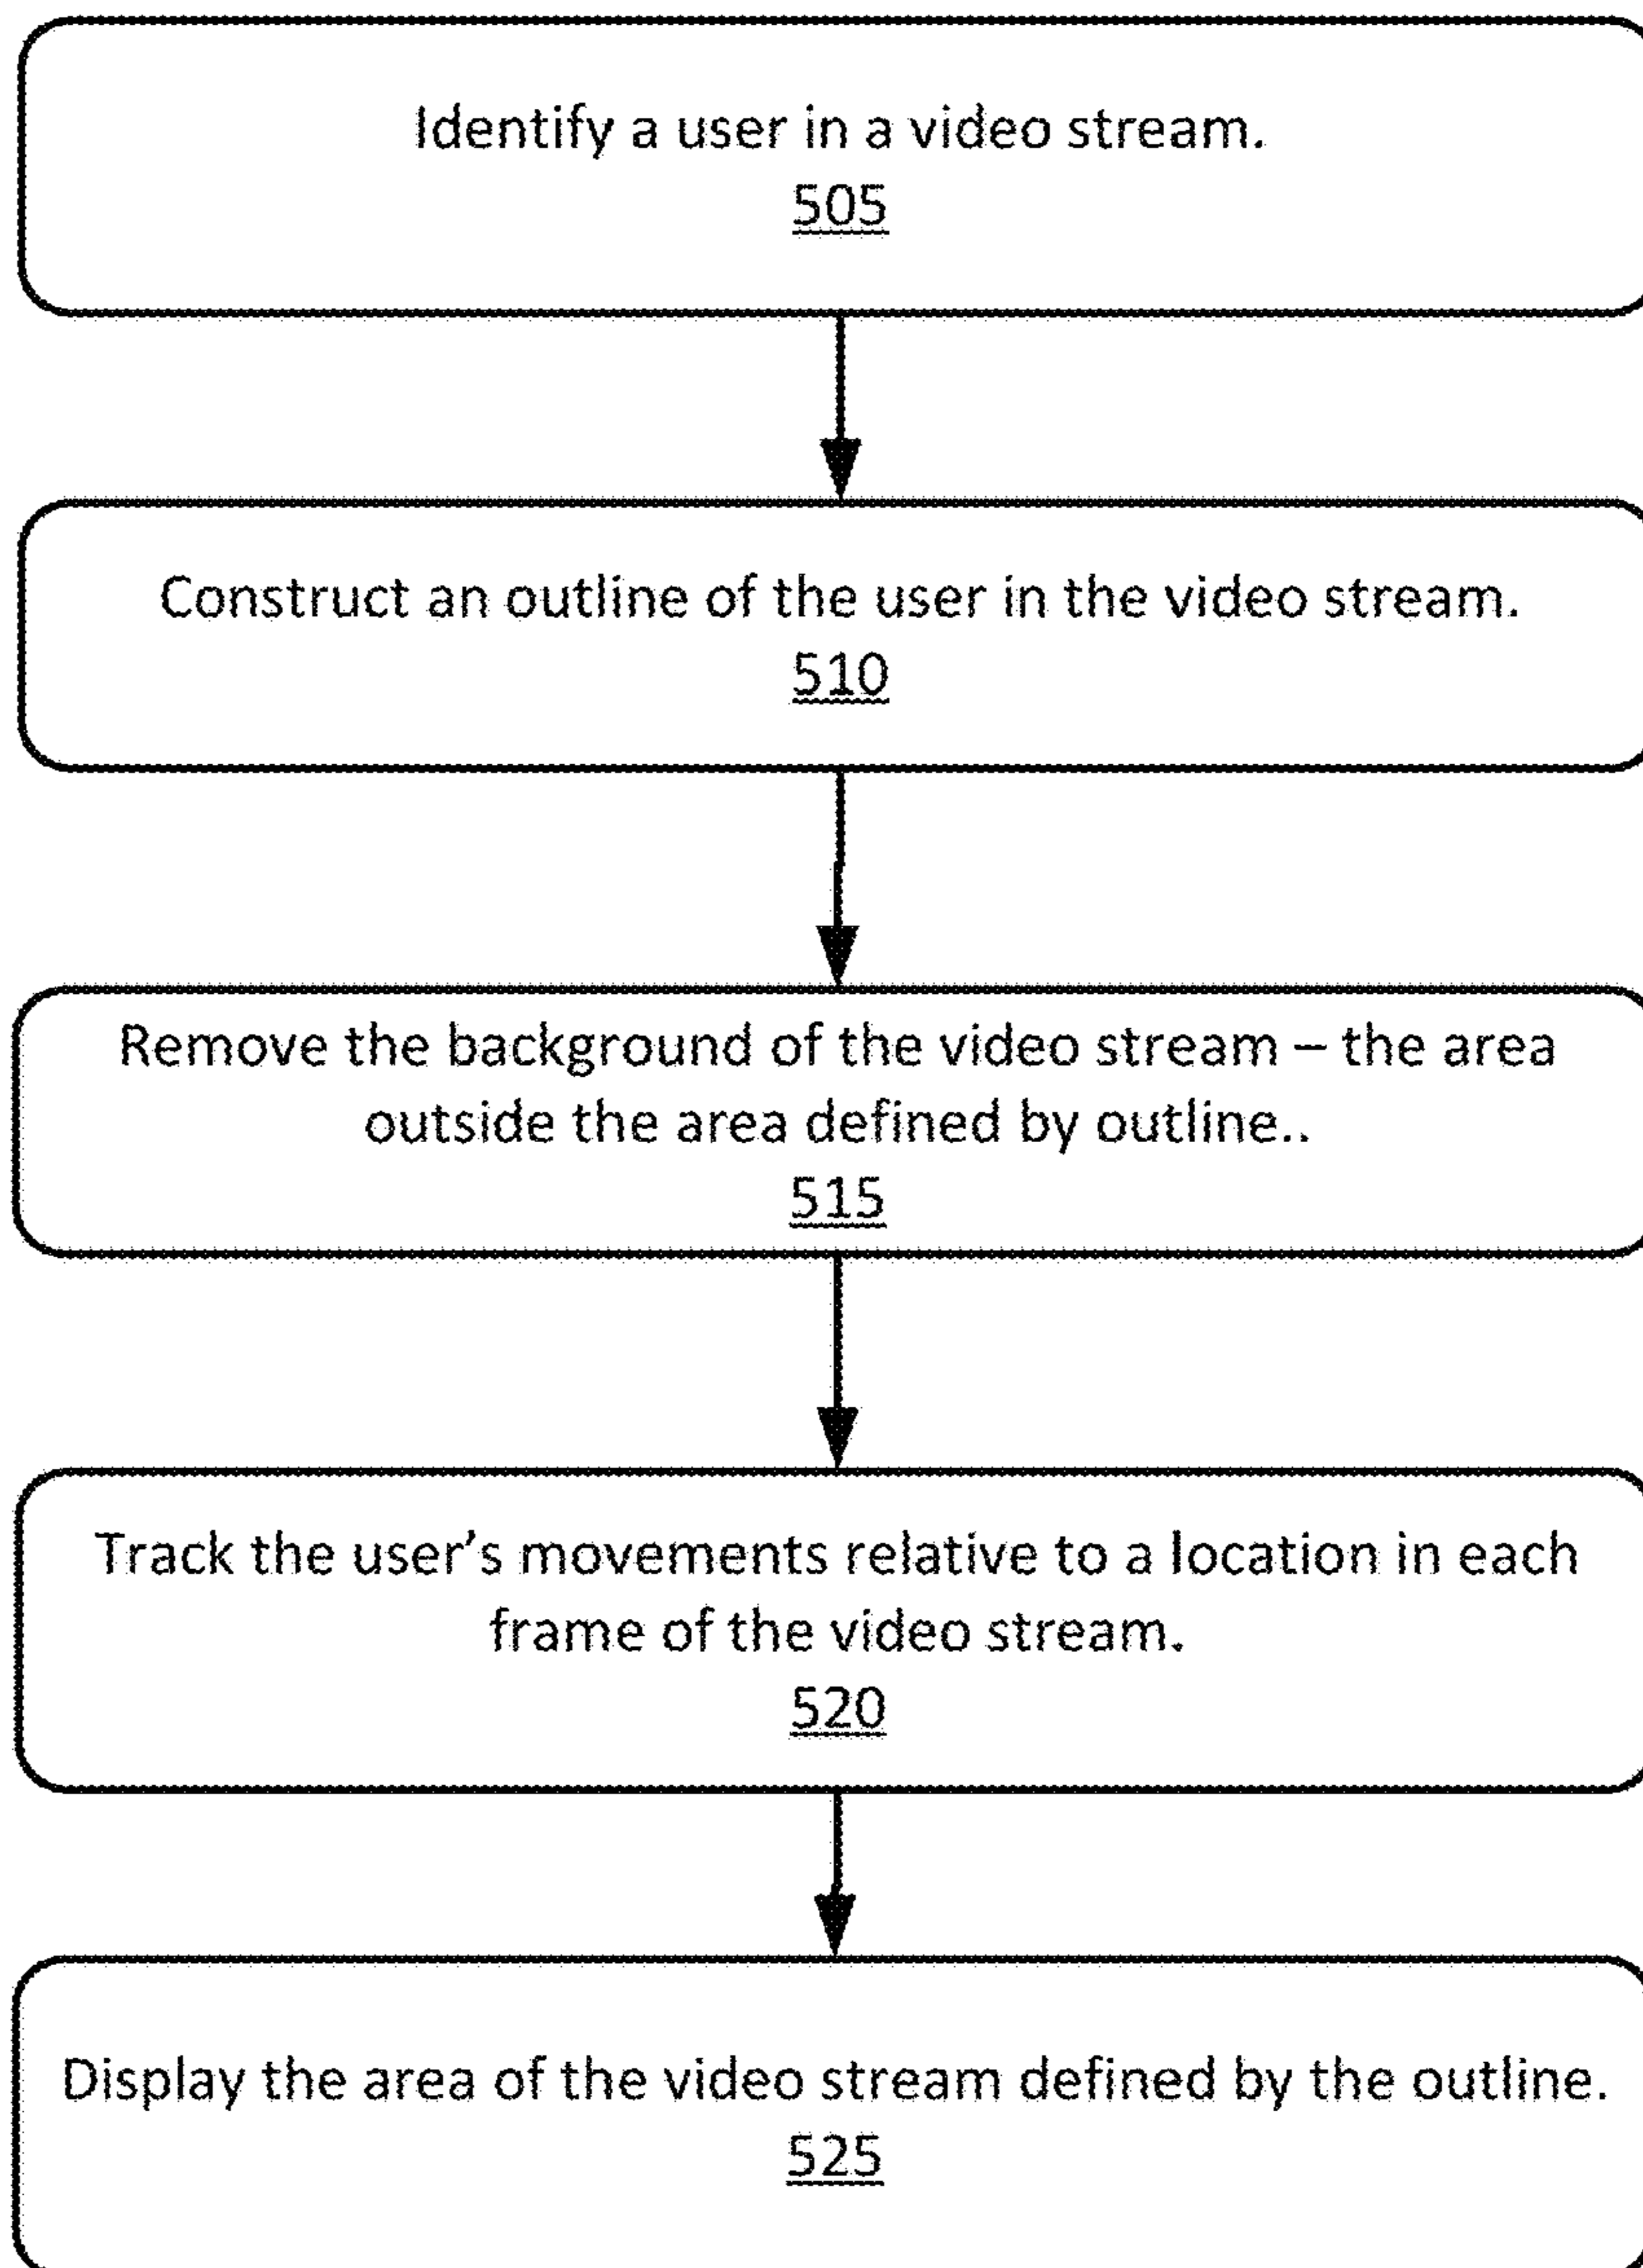 Identify a user in a video stream.
505
Construct an outline of the user in the video stream.
510
Remove the background of the video stream – the area
outside the area defined by outline..
515
Track the user's movements relative to a location in each
frame of the video stream.
520
Display the area of the video stream defined by the outline.
525